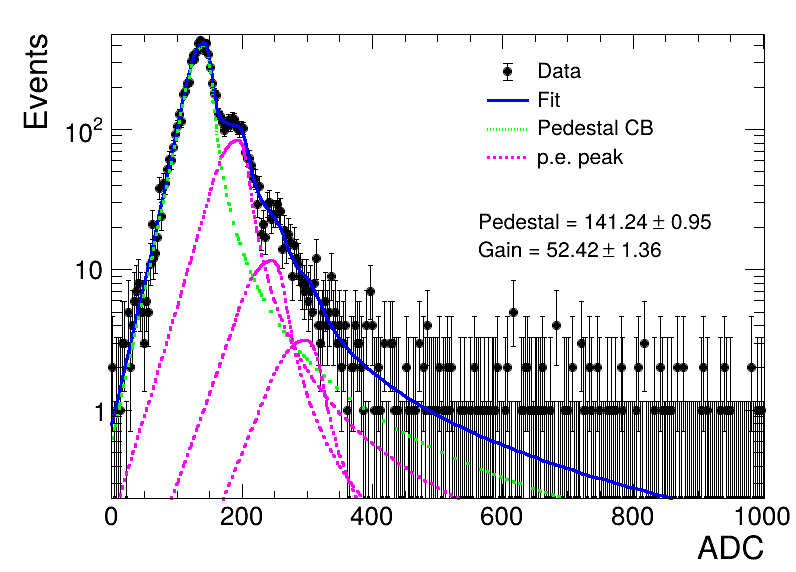 Events
10²
10
1
Data
Fit
Pedestal CB
p.e. peak
Pedestal = 141.24 ± 0.95
Gain = 52.42 ± 1.36
0 200 400 600 800 1000
ADC